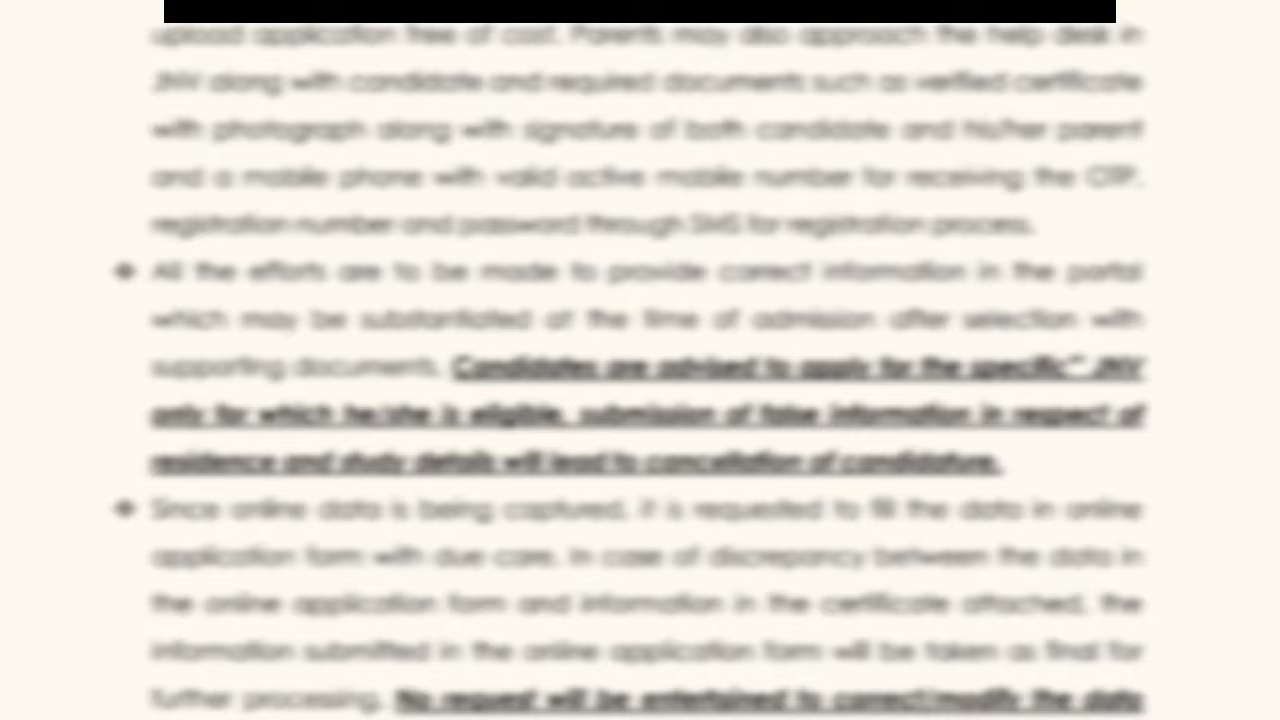 upload application free of cost. Parents may also approach the help desk in
JNV along with candidate and required documents such as verified certificate
with photograph along with signature of both candidate and his/her parent
and a mobile phone with valid active mobile number for receiving the OTP,
registration number and password through SMS for registration process.
❖ All the efforts are to be made to provide correct information in the portal
which may be substantiated at the time of admission after selection with
supporting documents. Candidates are advised to apply for the specific JNV
only for which he/she is eligible, submission of false information in respect of
residence and study details will lead to cancellation of candidature.
❖ Since online data is being captured, it is requested to fill the data in online
application form with due care. In case of discrepancy between the data in
the online application form and information in the certificate attached, the
information submitted in the online application form will be taken as final for
further processing. No request will be entertained to correct/modify the data